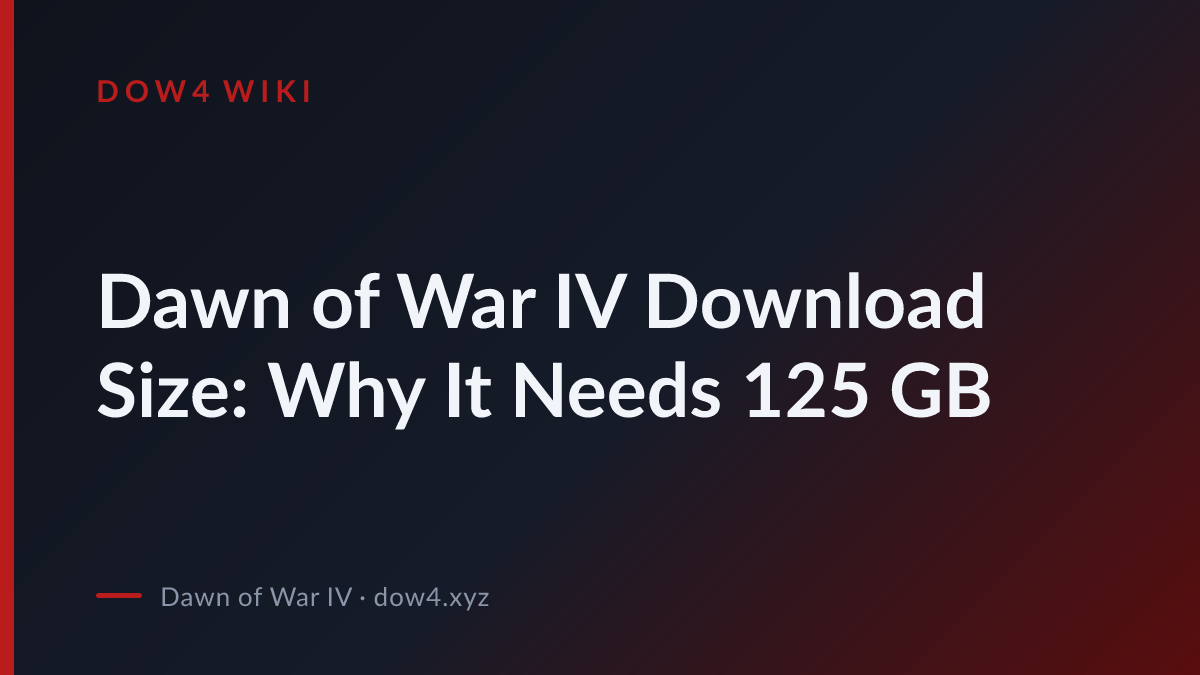 DOW4 WIKI
Dawn of War IV Download
Size: Why It Needs 125 GB
Dawn of War IV · dow4.xyz